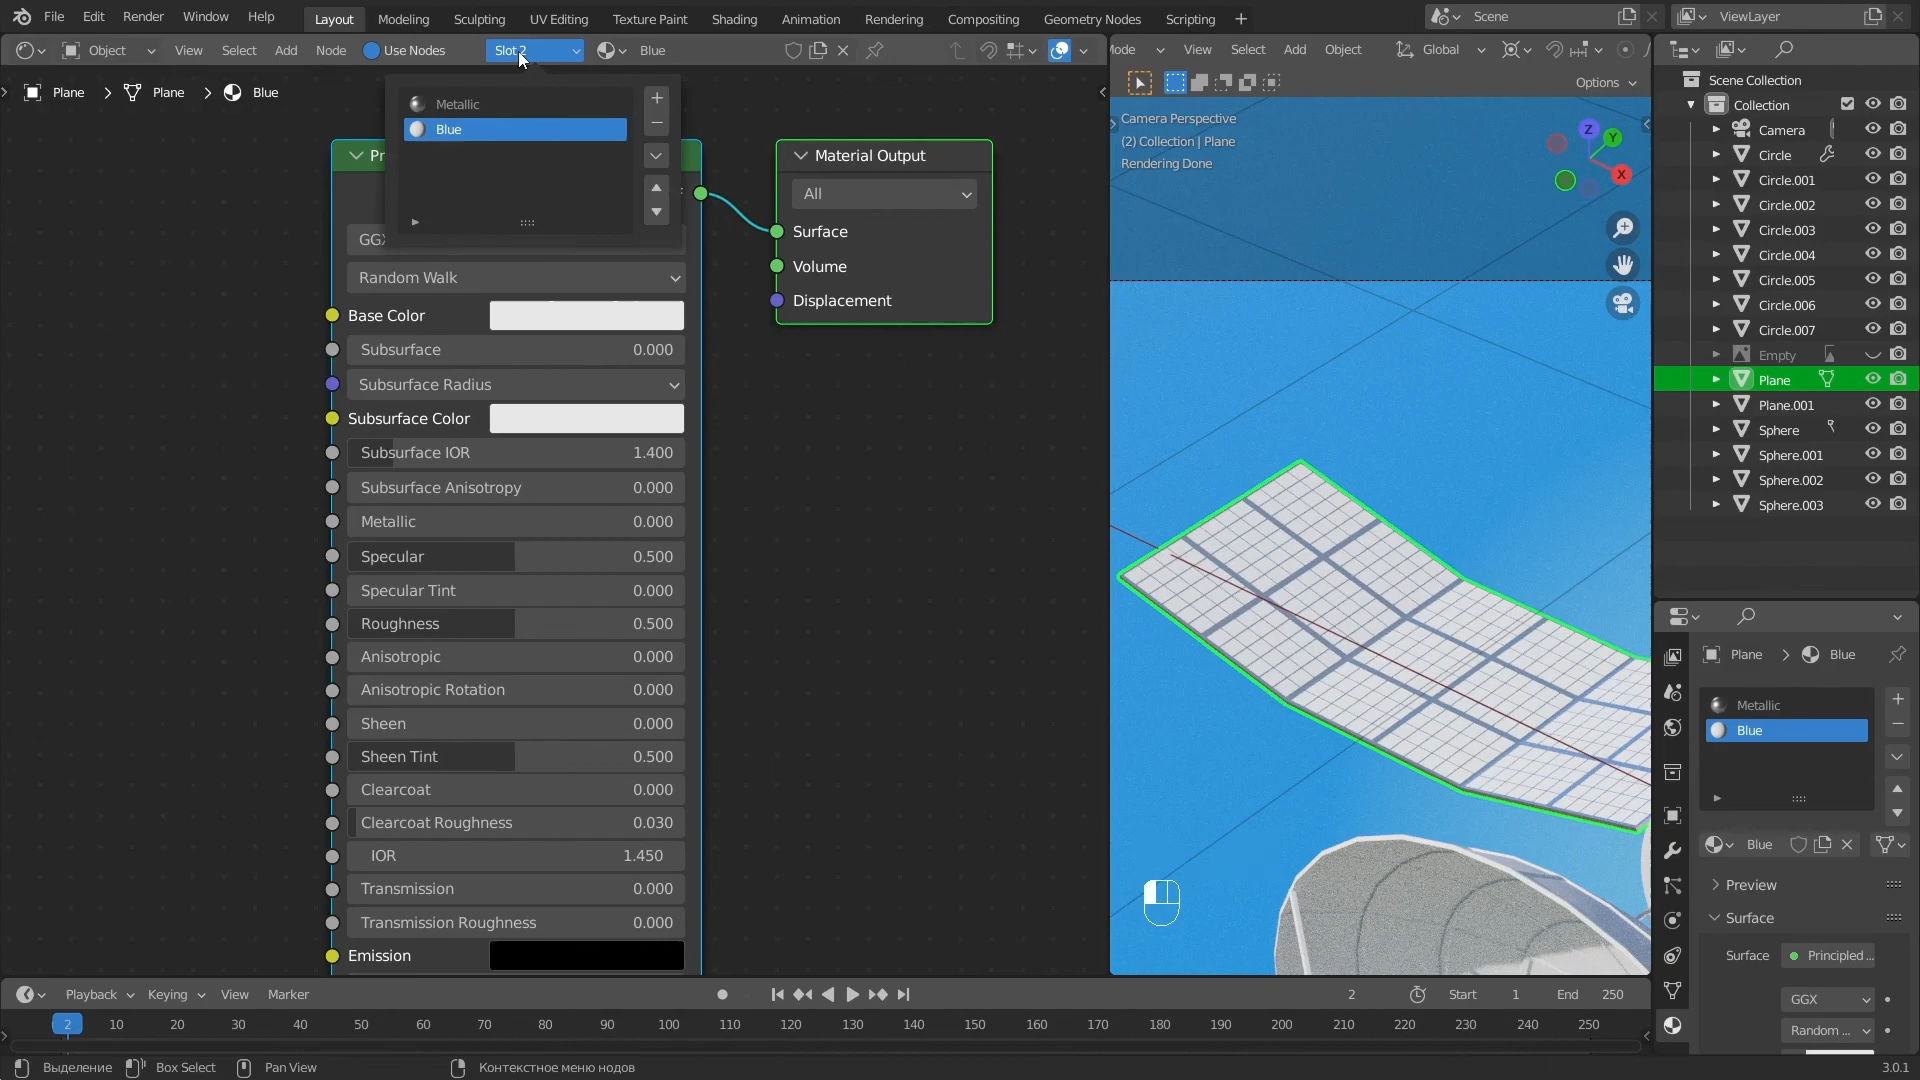 File Edit Render Window Help Layout Modeling Sculpting UV Editing Texture Paint Shading Animation Rendering Compositing Geometry Nodes Scripting Scene ViewLayer
Object View Select Add Node Use Nodes Slot 2 Blue
Mode View Select Add Object Global
Options
Plane > Plane > Blue
Metallic
Blue
GGX
Random Walk
Base Color
Subsurface 0.000
Subsurface Radius
Subsurface Color
Subsurface IOR 1.400
Subsurface Anisotropy 0.000
Metallic 0.000
Specular 0.500
Specular Tint 0.000
Roughness 0.500
Anisotropic 0.000
Anisotropic Rotation 0.000
Sheen 0.000
Sheen Tint 0.500
Clearcoat 0.000
Clearcoat Roughness 0.030
IOR 1.450
Transmission 0.000
Transmission Roughness 0.000
Emission
Material Output
All
Surface
Volume
Displacement
Camera Perspective
(2) Collection | Plane
Rendering Done
Z
Y
X
Scene Collection
Collection
Camera
Circle
Circle.001
Circle.002
Circle.003
Circle.004
Circle.005
Circle.006
Circle.007
Empty
Plane
Plane.001
Sphere
Sphere.001
Sphere.002
Sphere.003
Plane > Blue
Metallic
Blue
Blue
Preview
Surface
Surface Principled ...
GGX
Random ...
Playback Keying View Marker 2 Start 1 End 250
2 10 20 30 40 50 60 70 80 90 100 110 120 130 140 150 160 170 180 190 200 210 220 230 240 250
Выделение Box Select Pan View Контекстное меню нодов 3.0.1